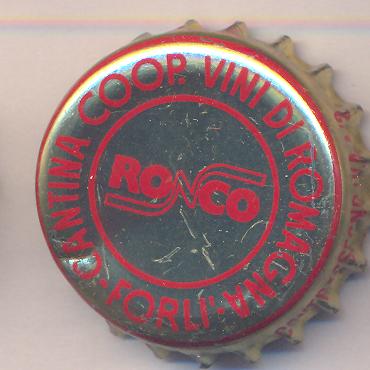 CANTINA COOP. VINI DI ROMAGNA
· FORLI' ·
RONCO